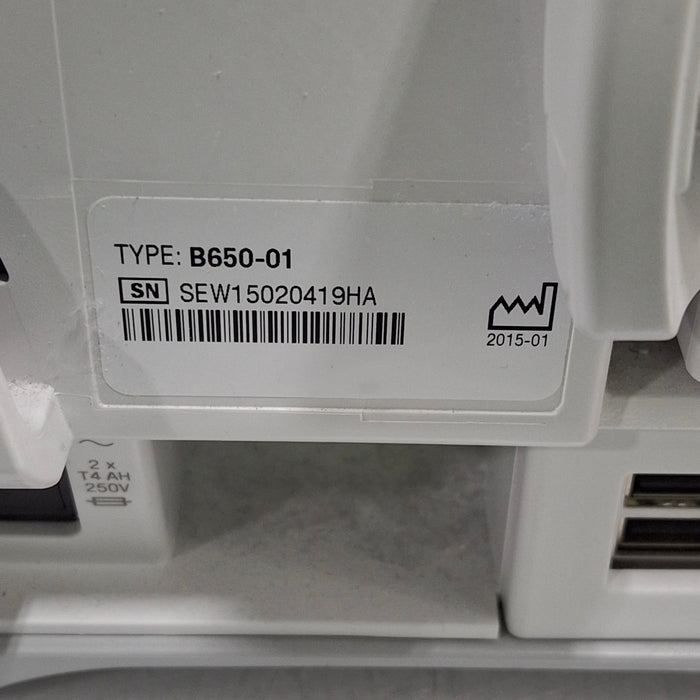 TYPE: B650-01
SN SEW15020419HA
2015-01
2 x
T4 AH
250V